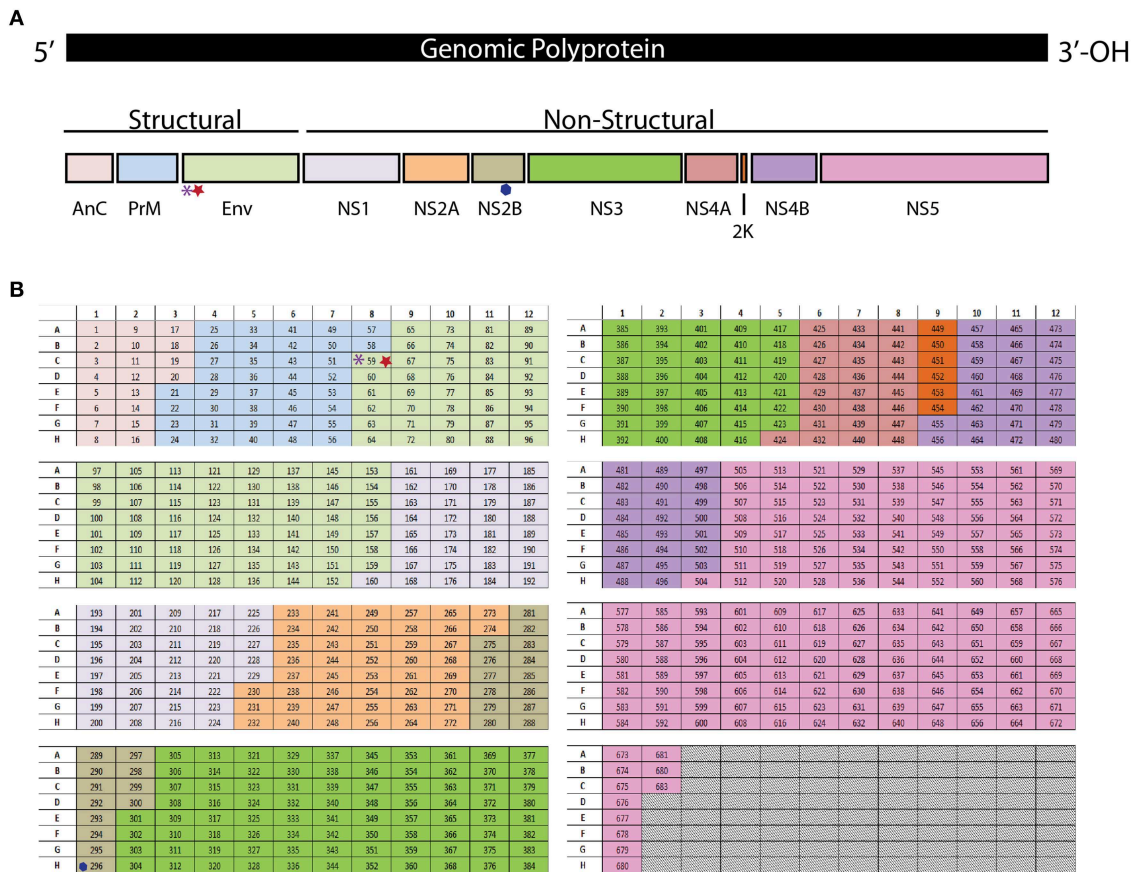 A
5′ Genomic Polyprotein 3′-OH
Structural Non-Structural
AnC PrM Env NS1 NS2A NS2B NS3 NS4A NS4B NS5
2K
B
1 2 3 4 5 6 7 8 9 10 11 12
A 1 9 17 25 33 41 49 57 65 73 81 89
B 2 10 18 26 34 42 50 58 66 74 82 90
C 3 11 19 27 35 43 51 59 67 75 83 91
D 4 12 20 28 36 44 52 60 68 76 84 92
E 5 13 21 29 37 45 53 61 69 77 85 93
F 6 14 22 30 38 46 54 62 70 78 86 94
G 7 15 23 31 39 47 55 63 71 79 87 95
H 8 16 24 32 40 48 56 64 72 80 88 96
A 97 105 113 121 129 137 145 153 161 169 177 185
B 98 106 114 122 130 138 146 154 162 170 178 186
C 99 107 115 123 131 139 147 155 163 171 179 187
D 100 108 116 124 132 140 148 156 164 172 180 188
E 101 109 117 125 133 141 149 157 165 173 181 189
F 102 110 118 126 134 142 150 158 166 174 182 190
G 103 111 119 127 135 143 151 159 167 175 183 191
H 104 112 120 128 136 144 152 160 168 176 184 192
A 193 201 209 217 225 233 241 249 257 265 273 281
B 194 202 210 218 226 234 242 250 258 266 274 282
C 195 203 211 219 227 235 243 251 259 267 275 283
D 196 204 212 220 228 236 244 252 260 268 276 284
E 197 205 213 221 229 237 245 253 261 269 277 285
F 198 206 214 222 230 238 246 254 262 270 278 286
G 199 207 215 223 231 239 247 255 263 271 279 287
H 200 208 216 224 232 240 248 256 264 272 280 288
A 289 297 305 313 321 329 337 345 353 361 369 377
B 290 298 306 314 322 330 338 346 354 362 370 378
C 291 299 307 315 323 331 339 347 355 363 371 379
D 292 300 308 316 324 332 340 348 356 364 372 380
E 293 301 309 317 325 333 341 349 357 365 373 381
F 294 302 310 318 326 334 342 350 358 366 374 382
G 295 303 311 319 327 335 343 351 359 367 375 383
H 296 304 312 320 328 336 344 352 360 368 376 384
1 2 3 4 5 6 7 8 9 10 11 12
A 385 393 401 409 417 425 433 441 449 457 465 473
B 386 394 402 410 418 426 434 442 450 458 466 474
C 387 395 403 411 419 427 435 443 451 459 467 475
D 388 396 404 412 420 428 436 444 452 460 468 476
E 389 397 405 413 421 429 437 445 453 461 469 477
F 390 398 406 414 422 430 438 446 454 462 470 478
G 391 399 407 415 423 431 439 447 455 463 471 479
H 392 400 408 416 424 432 440 448 456 464 472 480
A 481 489 497 505 513 521 529 537 545 553 561 569
B 482 490 498 506 514 522 530 538 546 554 562 570
C 483 491 499 507 515 523 531 539 547 555 563 571
D 484 492 500 508 516 524 532 540 548 556 564 572
E 485 493 501 509 517 525 533 541 549 557 565 573
F 486 494 502 510 518 526 534 542 550 558 566 574
G 487 495 503 511 519 527 535 543 551 559 567 575
H 488 496 504 512 520 528 536 544 552 560 568 576
A 577 585 593 601 609 617 625 633 641 649 657 665
B 578 586 594 602 610 618 626 634 642 650 658 666
C 579 587 595 603 611 619 627 635 643 651 659 667
D 580 588 596 604 612 620 628 636 644 652 660 668
E 581 589 597 605 613 621 629 637 645 653 661 669
F 582 590 598 606 614 622 630 638 646 654 662 670
G 583 591 599 607 615 623 631 639 647 655 663 671
H 584 592 600 608 616 624 632 640 648 656 664 672
A 673 681
B 674 680
C 675 683
D 676
E 677
F 678
G 679
H 680